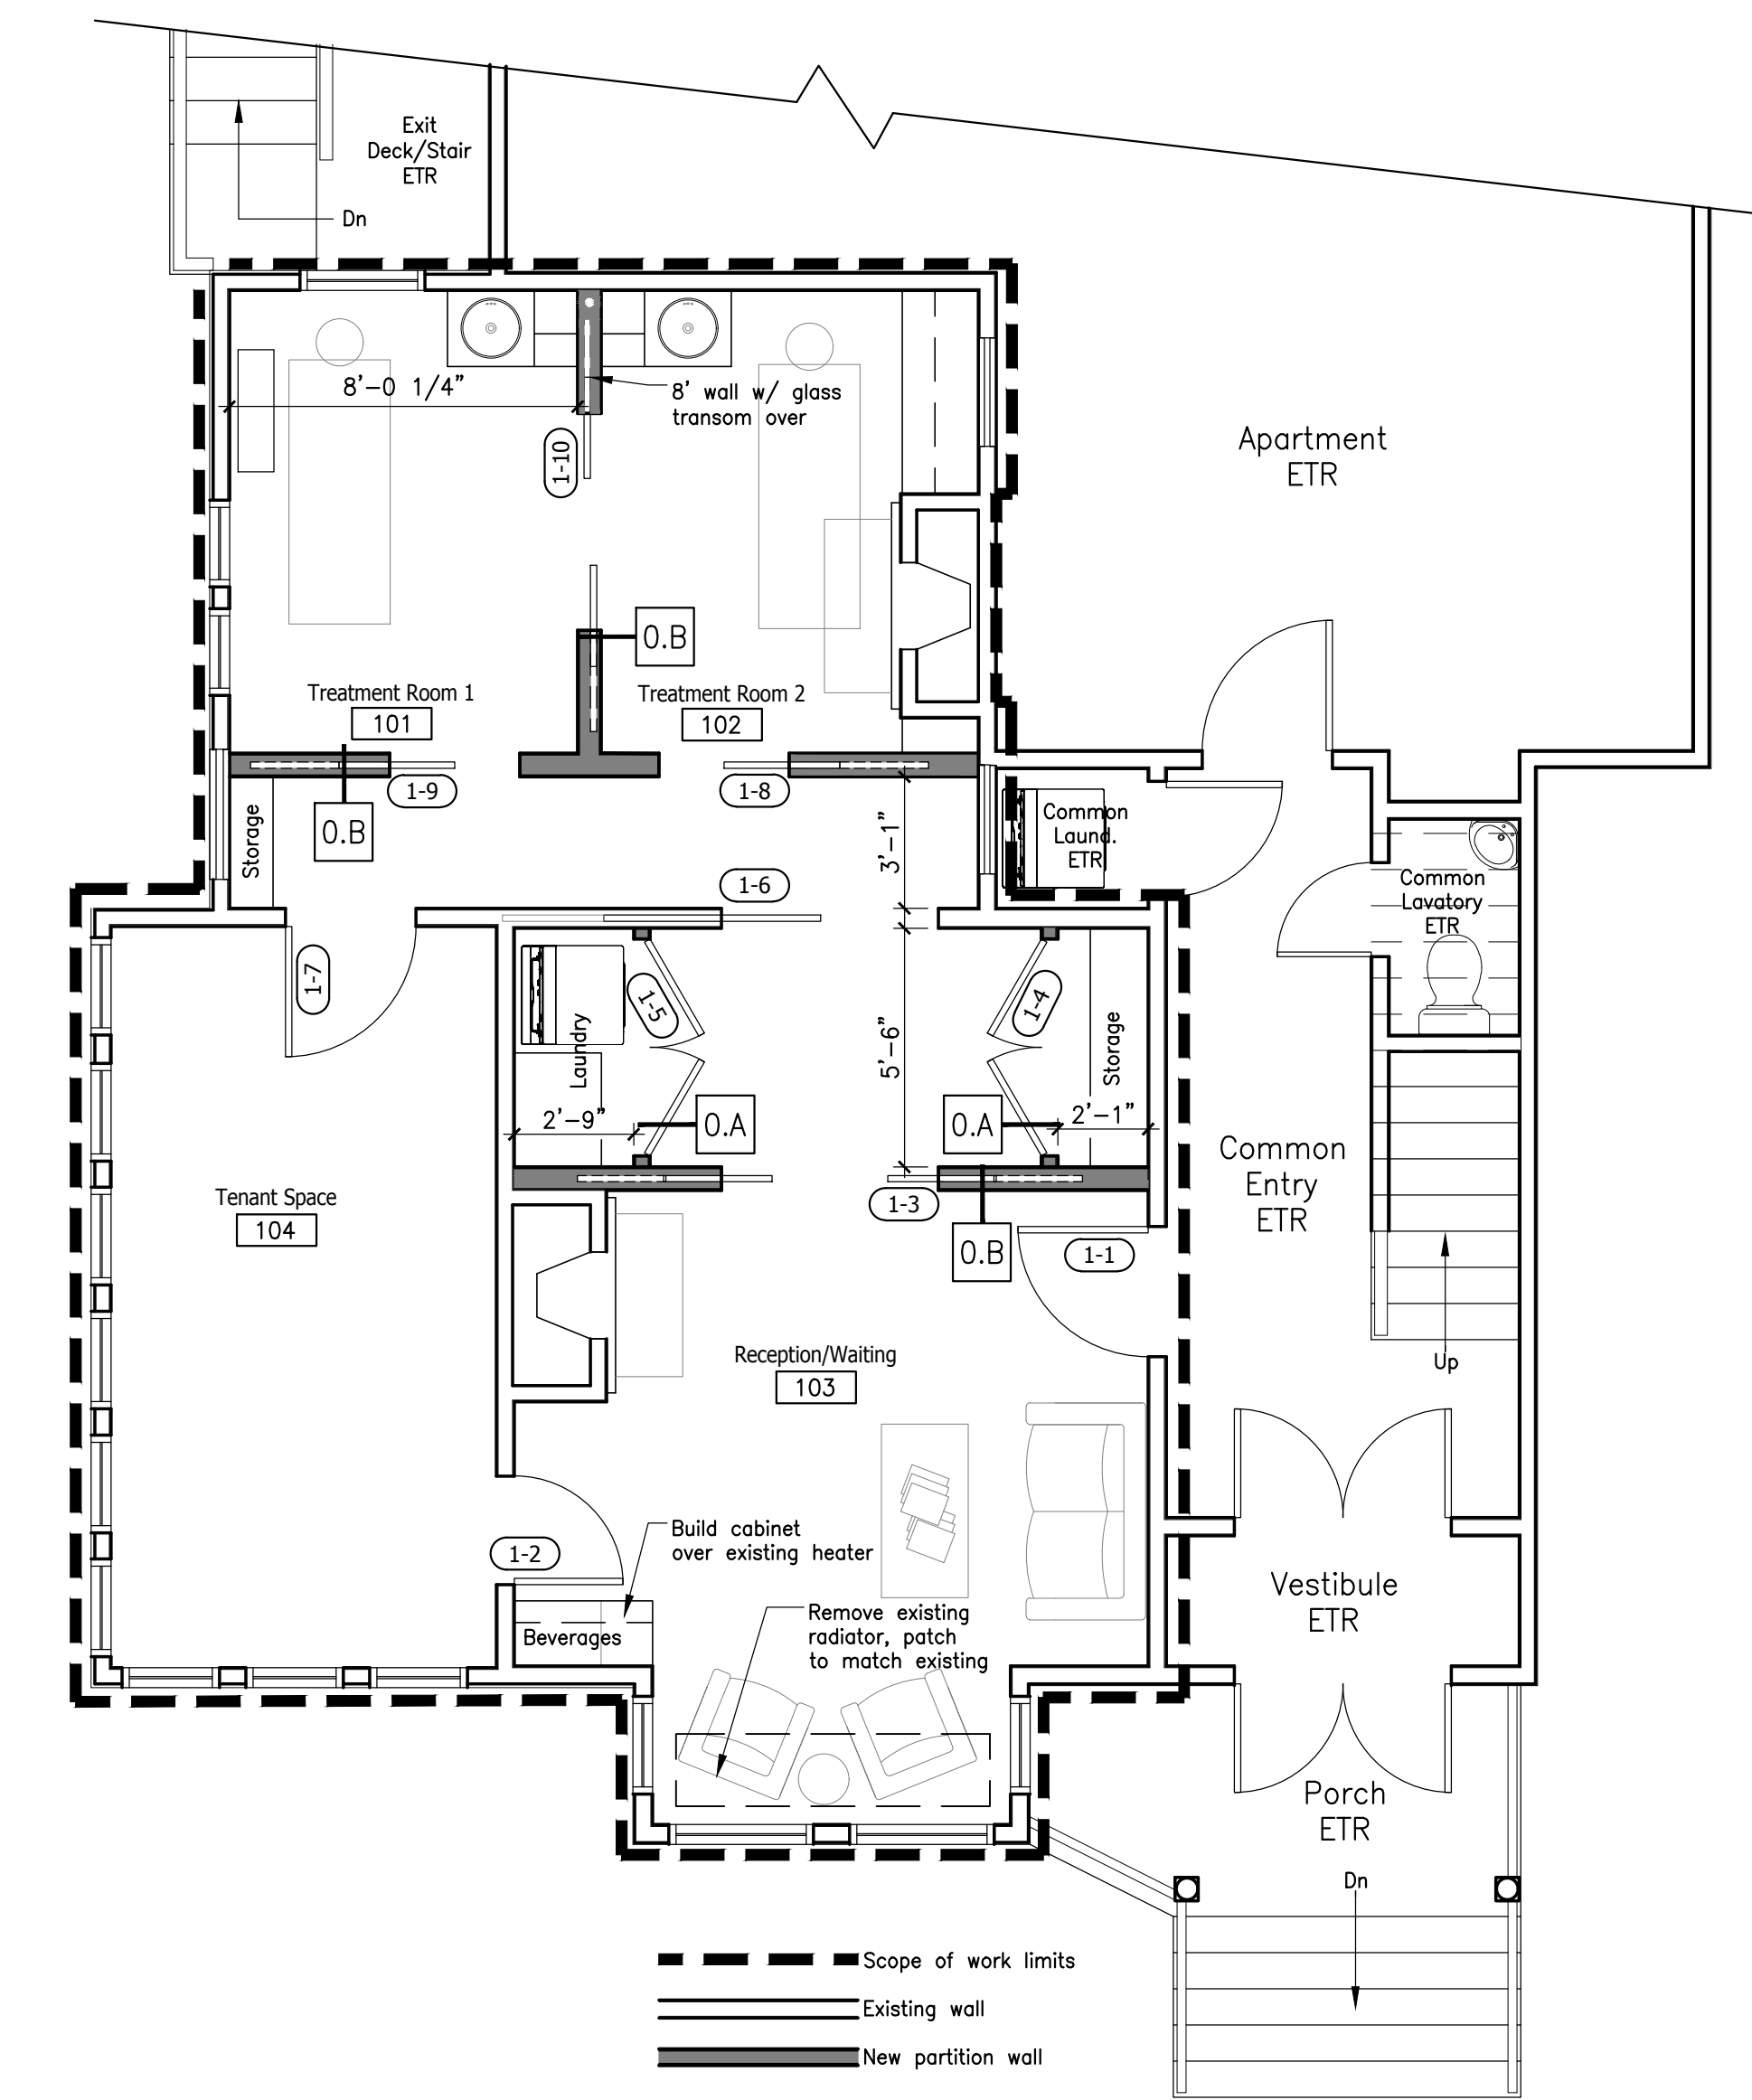 Exit
Deck/Stair
ETR
Dn
8'-0 1/4"
8' wall w/ glass
transom over
1-10
Apartment
ETR
O.B
Treatment Room 1
101
Treatment Room 2
102
1-9
1-8
O.B
Storage
3'-1"
Common
Laund.
ETR
1-6
Common
Lavatory
ETR
1-7
1-5
1-4
Laundry
5'-6"
Storage
2'-9"
O.A
O.A
2'-1"
Common
Entry
ETR
Tenant Space
104
1-3
O.B
1-1
Up
Reception/Waiting
103
1-2
Build cabinet
over existing heater
Beverages
Remove existing
radiator, patch
to match existing
Vestibule
ETR
Porch
ETR
Dn
Scope of work limits
Existing wall
New partition wall